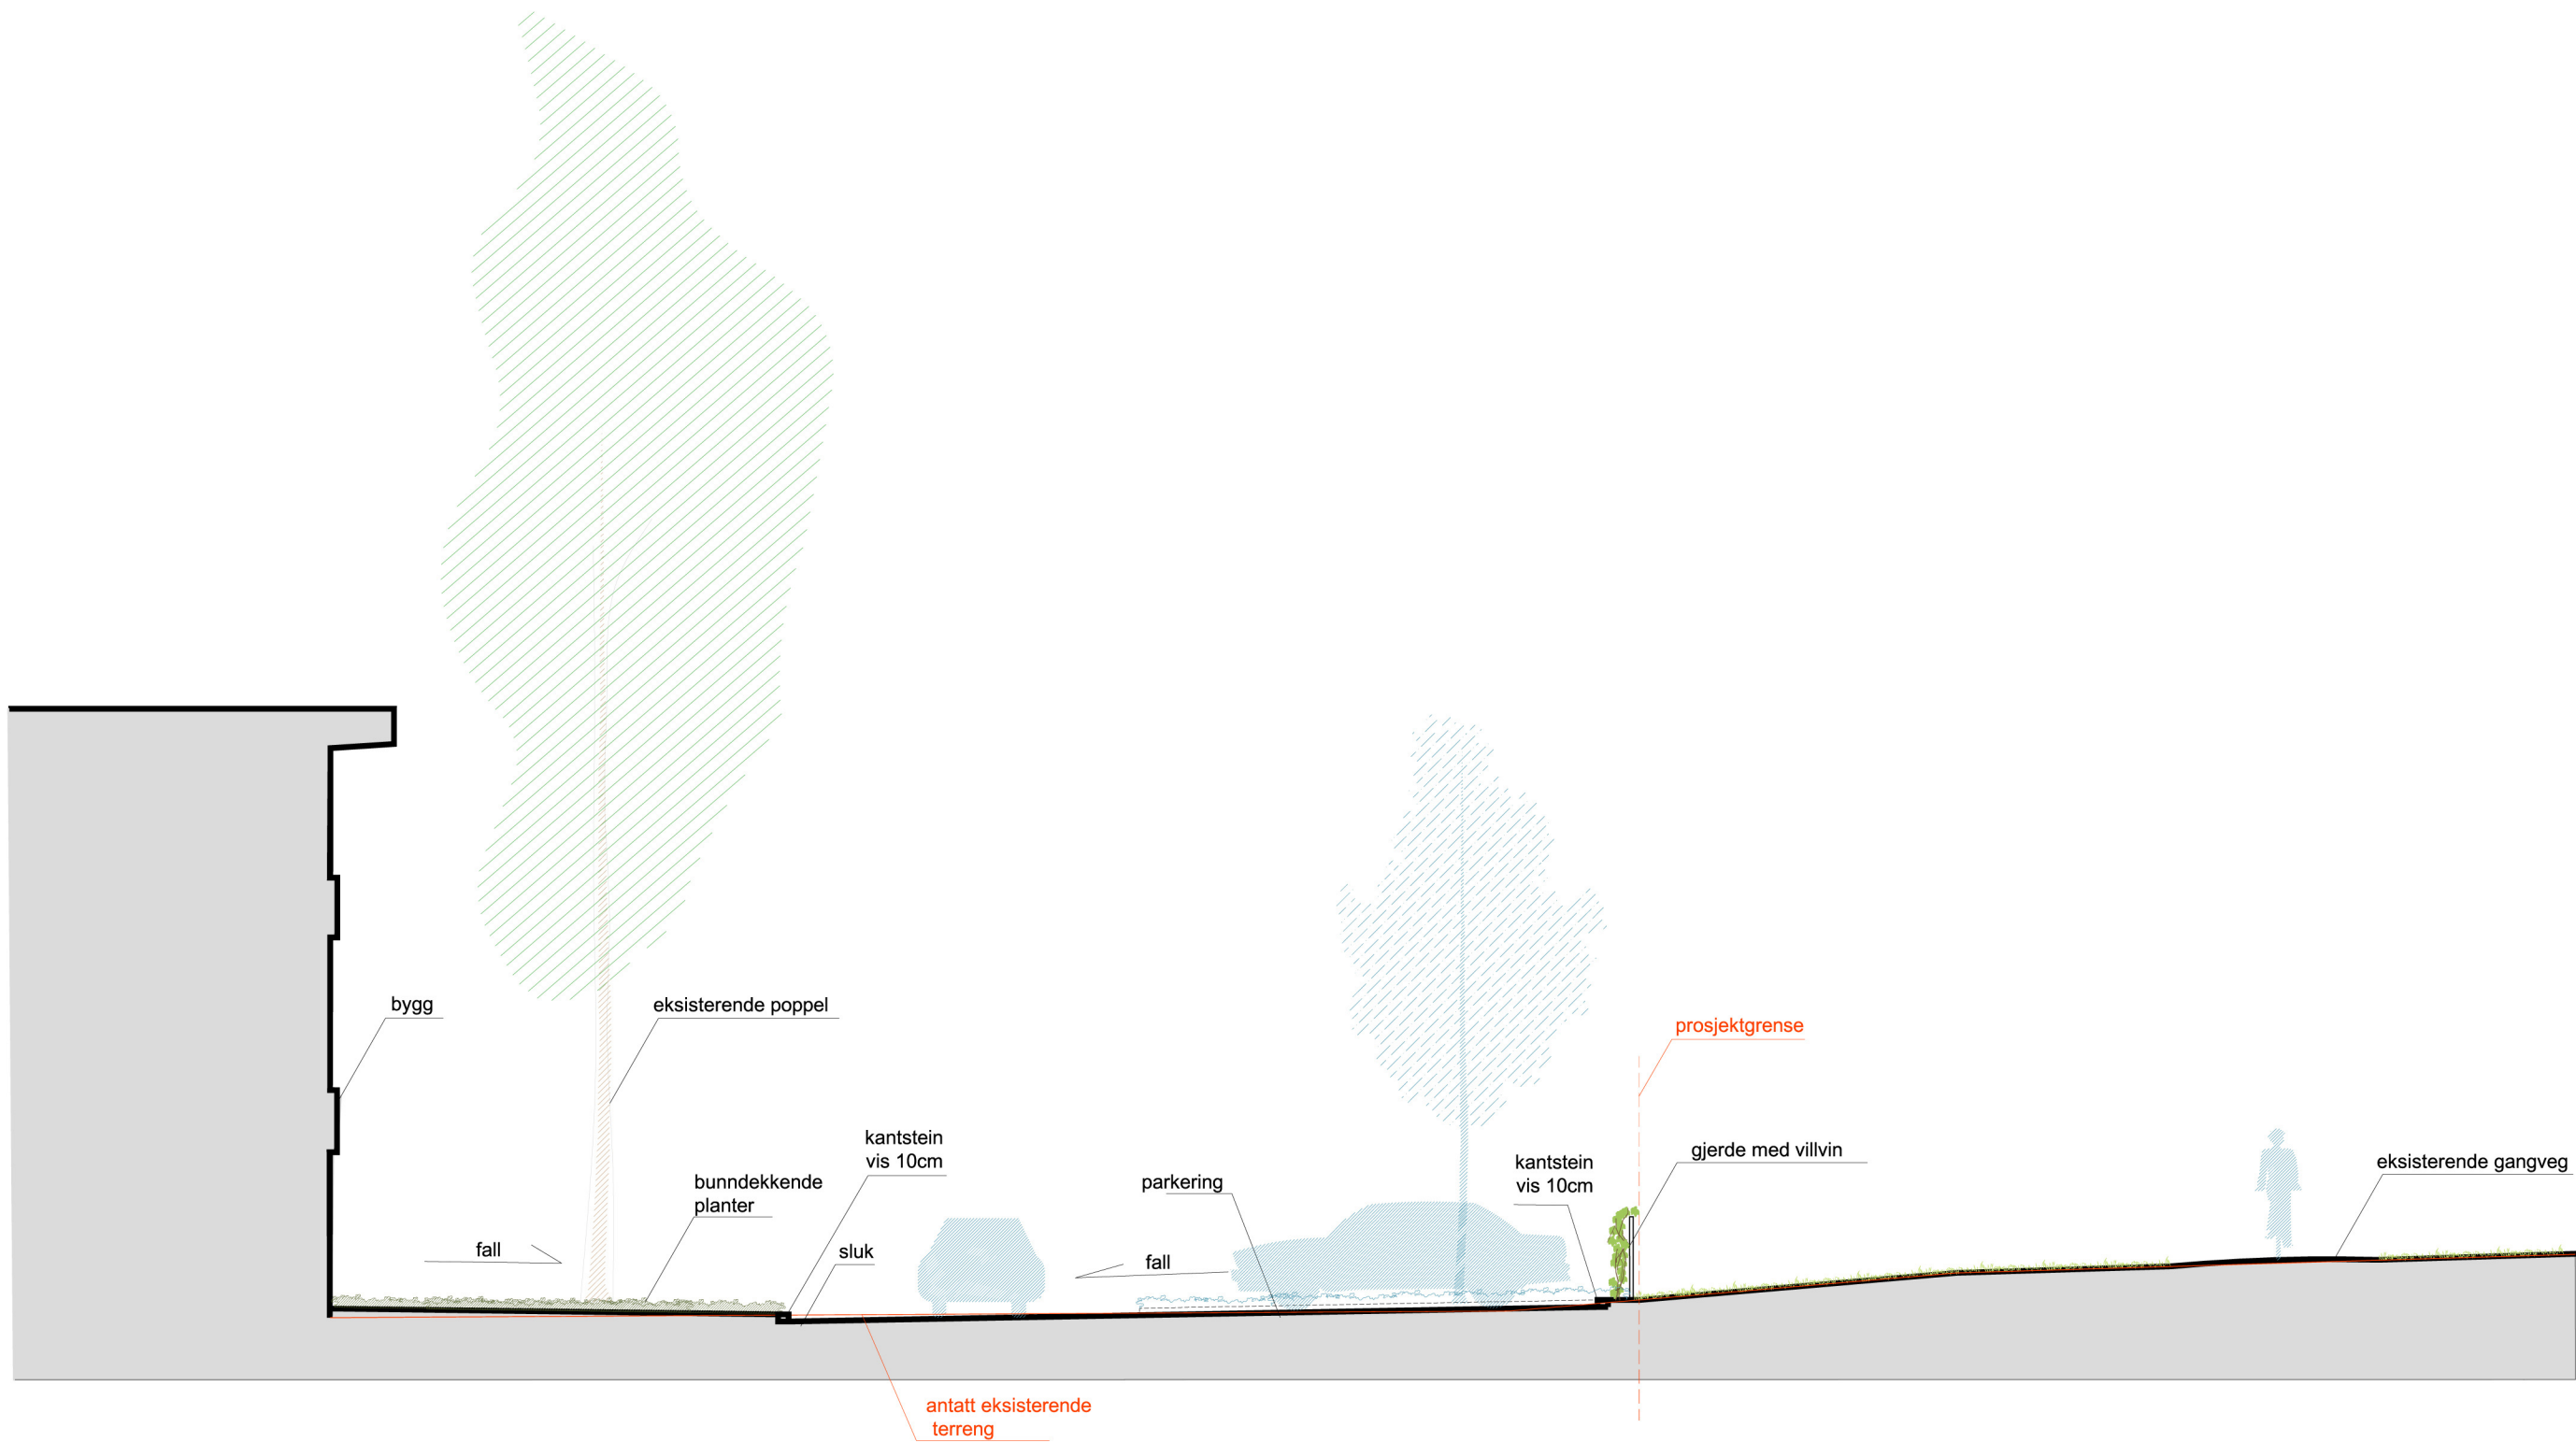 bygg
eksisterende poppel
prosjektgrense
kantstein
vis 10cm
gjerde med villvin
kantstein
vis 10cm
eksisterende gangveg
bunndekkende
planter
parkering
fall
sluk
fall
antatt eksisterende
terreng